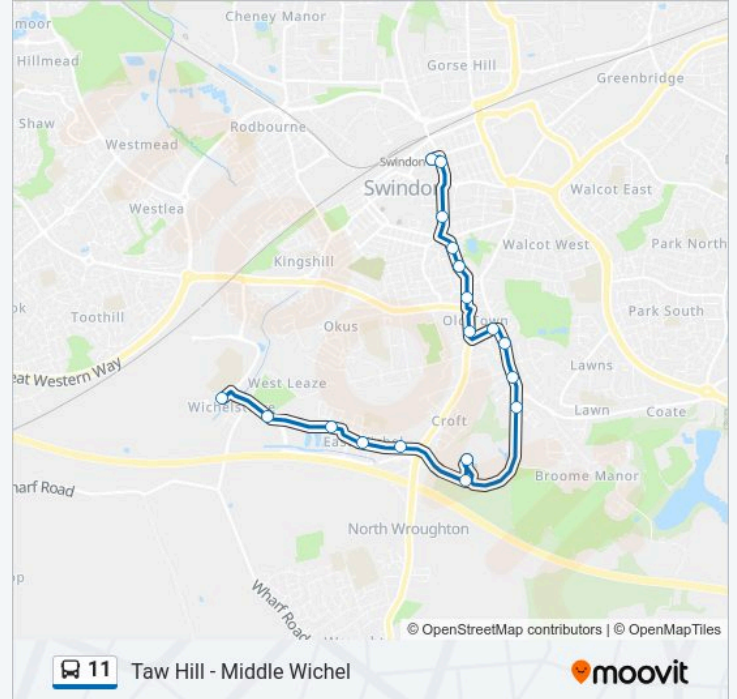 moor
Cheney Manor
Hillmead
Gorse Hill
Greenbridge
Shaw
Rodbourne
Westmead
Swindon
Swindon
Walcot East
Westlea
Walcot West
Park North
Kingshill
ok
Toothill
Okus
Old Town
Park South
eat Western Way
West Leaze
Lawns
Lawn
Coate
Croft
Broome Manor
harf Road
North Wroughton
op
Wharf Road
© OpenStreetMap contributors | © OpenMapTiles
11 Taw Hill - Middle Wichel
moovit